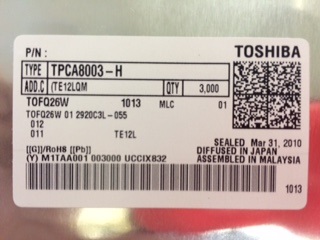 P/N: TOSHIBA
TYPE TPCA8003-H
ADD.C (TE12LQM QTY 3,000
TOFQ26W 1013 MLC 01
TOFQ26W 01 2920C3L-055
012
011 TE12L
SEALED Mar 31, 2010
DIFFUSED IN JAPAN
[[G]]/RoHS [[Pb]] ASSEMBLED IN MALAYSIA
(Y) M1TAA001 003000 UCCIX832
1013